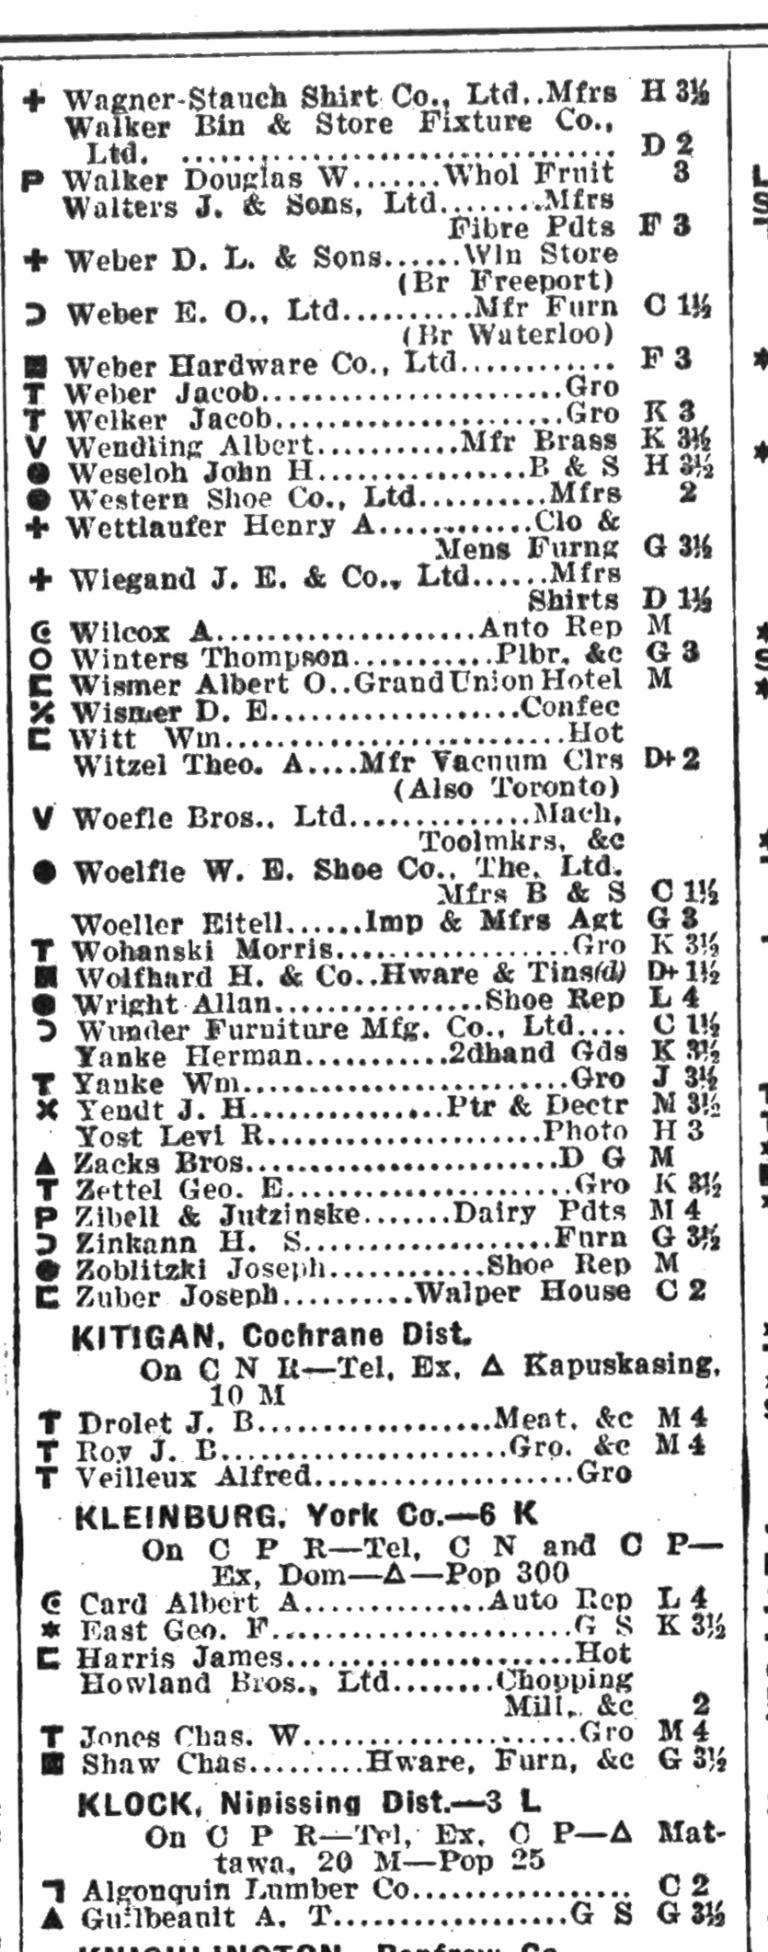 + Wagner-Stauch Shirt Co., Ltd..Mfrs H 3½
Walker Bin & Store Fixture Co.,
Ltd. ................................ D 2
P Walker Douglas W.......Whol Fruit 3
Walters J. & Sons, Ltd........Mfrs
Fibre Pdts F 3
+ Weber D. L. & Sons......Wln Store
(Br Freeport)
Weber E. O., Ltd..........Mfr Furn C 1½
(Br Waterloo)
■ Weber Hardware Co., Ltd............ F 3
T Weber Jacob.......................Gro
T Welker Jacob......................Gro K 3
V Wendling Albert...........Mfr Brass K 3½
● Weseloh John H................B & S H 3½
● Western Shoe Co., Ltd..........Mfrs 2
+ Wettlaufer Henry A............Clo &
Mens Furng G 3½
+ Wiegand J. E. & Co., Ltd......Mfrs
Shirts D 1½
Wilcox A....................Auto Rep M
O Winters Thompson...........Plbr, &c G 3
⊏ Wismer Albert O..Grand Union Hotel M
Wismer D. E...................Confec
⊏ Witt Wm..........................Hot
Witzel Theo. A....Mfr Vacuum Clrs D+ 2
(Also Toronto)
V Woefle Bros.. Ltd..............Mach,
Toolmkrs, &c
● Woelfle W. E. Shoe Co., The, Ltd.
Mfrs B & S C 1½
Woeller Eitell......Imp & Mfrs Agt G 3
T Wohanski Morris..................Gro K 3½
■ Wolfhard H. & Co..Hware & Tins(d) D+ 1½
● Wright Allan................Shoe Rep L 4
Wunder Furniture Mfg. Co., Ltd.... C 1½
Yanke Herman...........2dhand Gds K 3½
T Yanke Wm.........................Gro J 3½
Yendt J. H...............Ptr & Dectr M 3½
Yost Levi R.....................Photo H 3
▲ Zacks Bros........................D G M
T Zettel Geo. E.....................Gro K 3½
P Zibell & Jutzinske.......Dairy Pdts M 4
Zinkann H. S...................Furn G 3½
● Zoblitzki Joseph............Shoe Rep M
⊏ Zuber Joseph..........Walper House C 2
KITIGAN, Cochrane Dist.
On C N R—Tel, Ex, Δ Kapuskasing,
10 M
T Drolet J. B..................Meat, &c M 4
T Roy J. B......................Gro, &c M 4
T Veilleux Alfred...................Gro
KLEINBURG, York Co.—6 K
On C P R—Tel, C N and C P—
Ex, Dom—Δ—Pop 300
Card Albert A..............Auto Rep L 4
* East Geo. F.......................G S K 3½
⊏ Harris James.....................Hot
Howland Bros., Ltd........Chopping
Mill, &c 2
T Jones Chas. W....................Gro M 4
■ Shaw Chas.........Hware, Furn, &c G 3½
KLOCK, Nipissing Dist.—3 L
On C P R—Tel, Ex, C P—Δ Mat-
tawa, 20 M—Pop 25
Algonquin Lumber Co................ C 2
▲ Guilbeault A. T.................G S G 3½